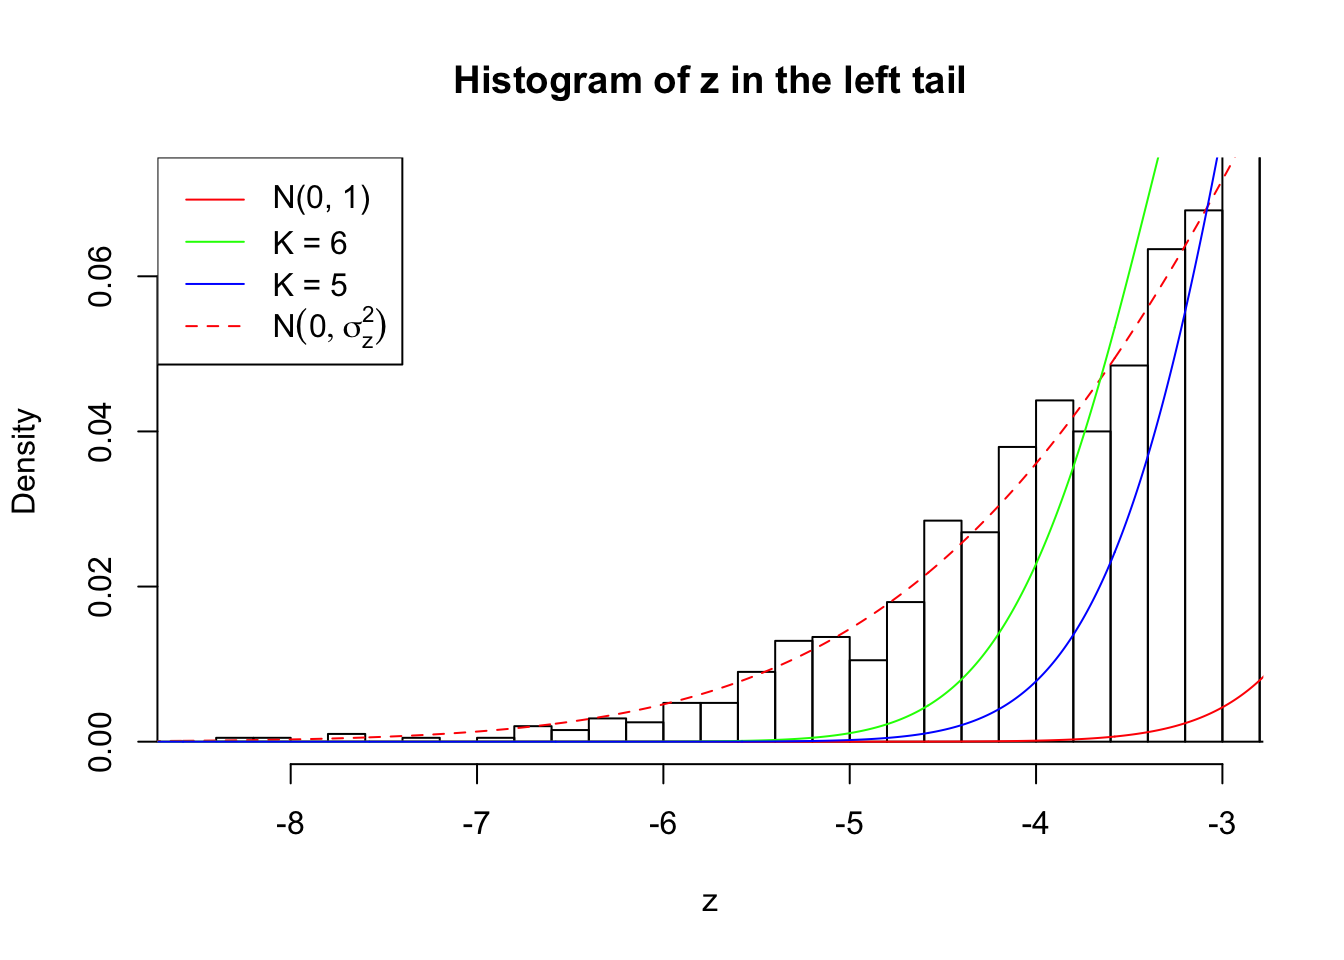 Histogram of z in the left tail
N(0, 1)
K = 6
K = 5
N(0, σ_z^2)
Density
0.00
0.02
0.04
0.06
-8
-7
-6
-5
-4
-3
z